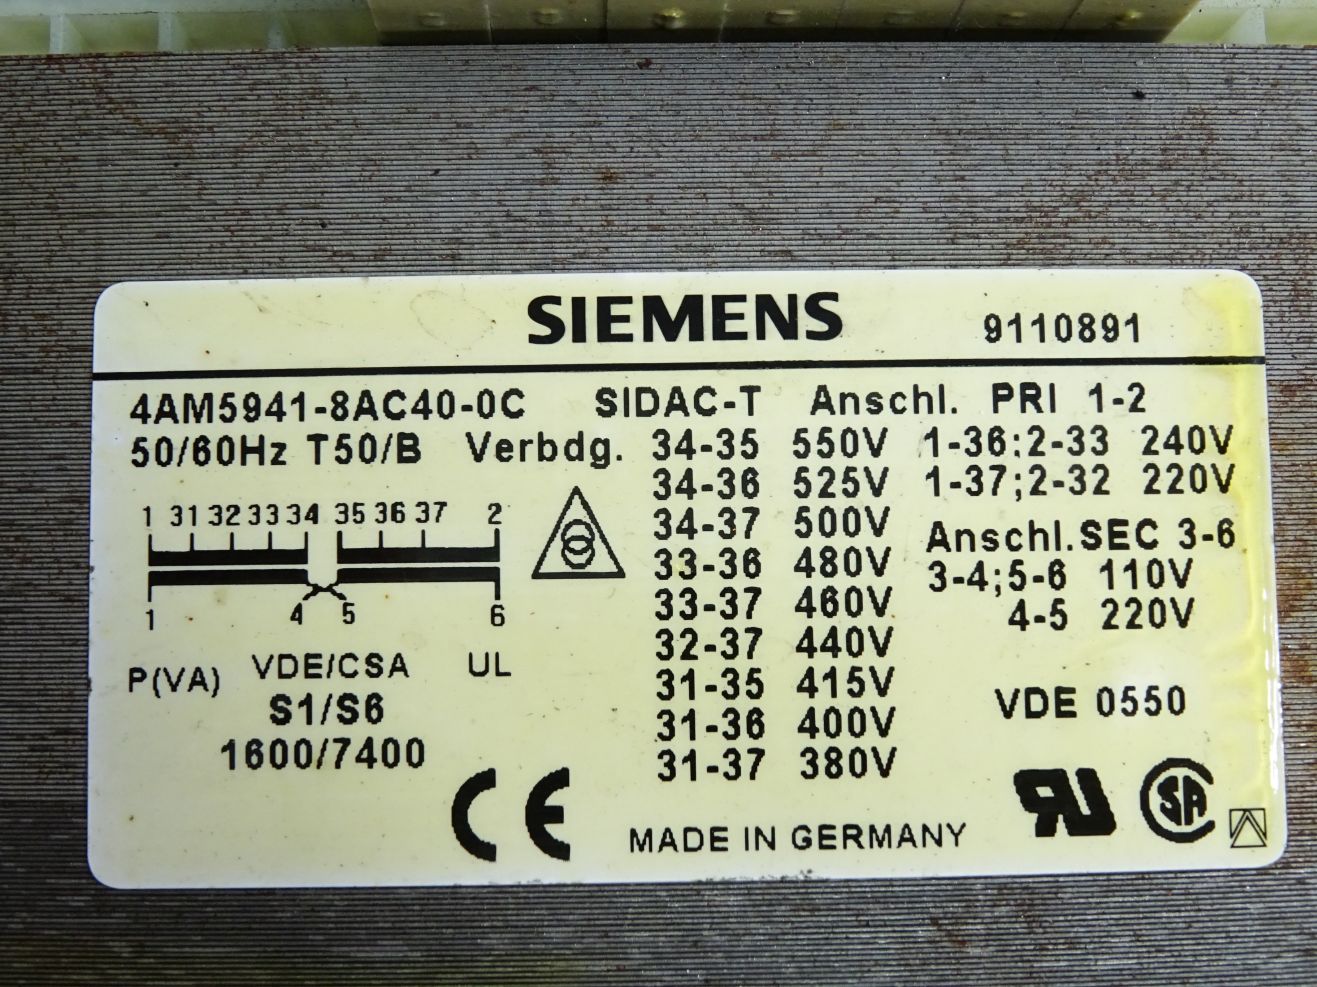 SIEMENS 9110891
4AM5941-8AC40-0C SIDAC-T Anschl. PRI 1-2
50/60Hz T50/B Verbdg. 34-35 550V 1-36;2-33 240V
34-36 525V 1-37;2-32 220V
34-37 500V
33-36 480V
33-37 460V
32-37 440V
31-35 415V
31-36 400V
31-37 380V
Anschl.SEC 3-6
3-4;5-6 110V
4-5 220V
1 31 32 33 34 35 36 37 2
1 4 5 6
P(VA) VDE/CSA UL
S1/S6
1600/7400
VDE 0550
CE
MADE IN GERMANY
RU
CSA